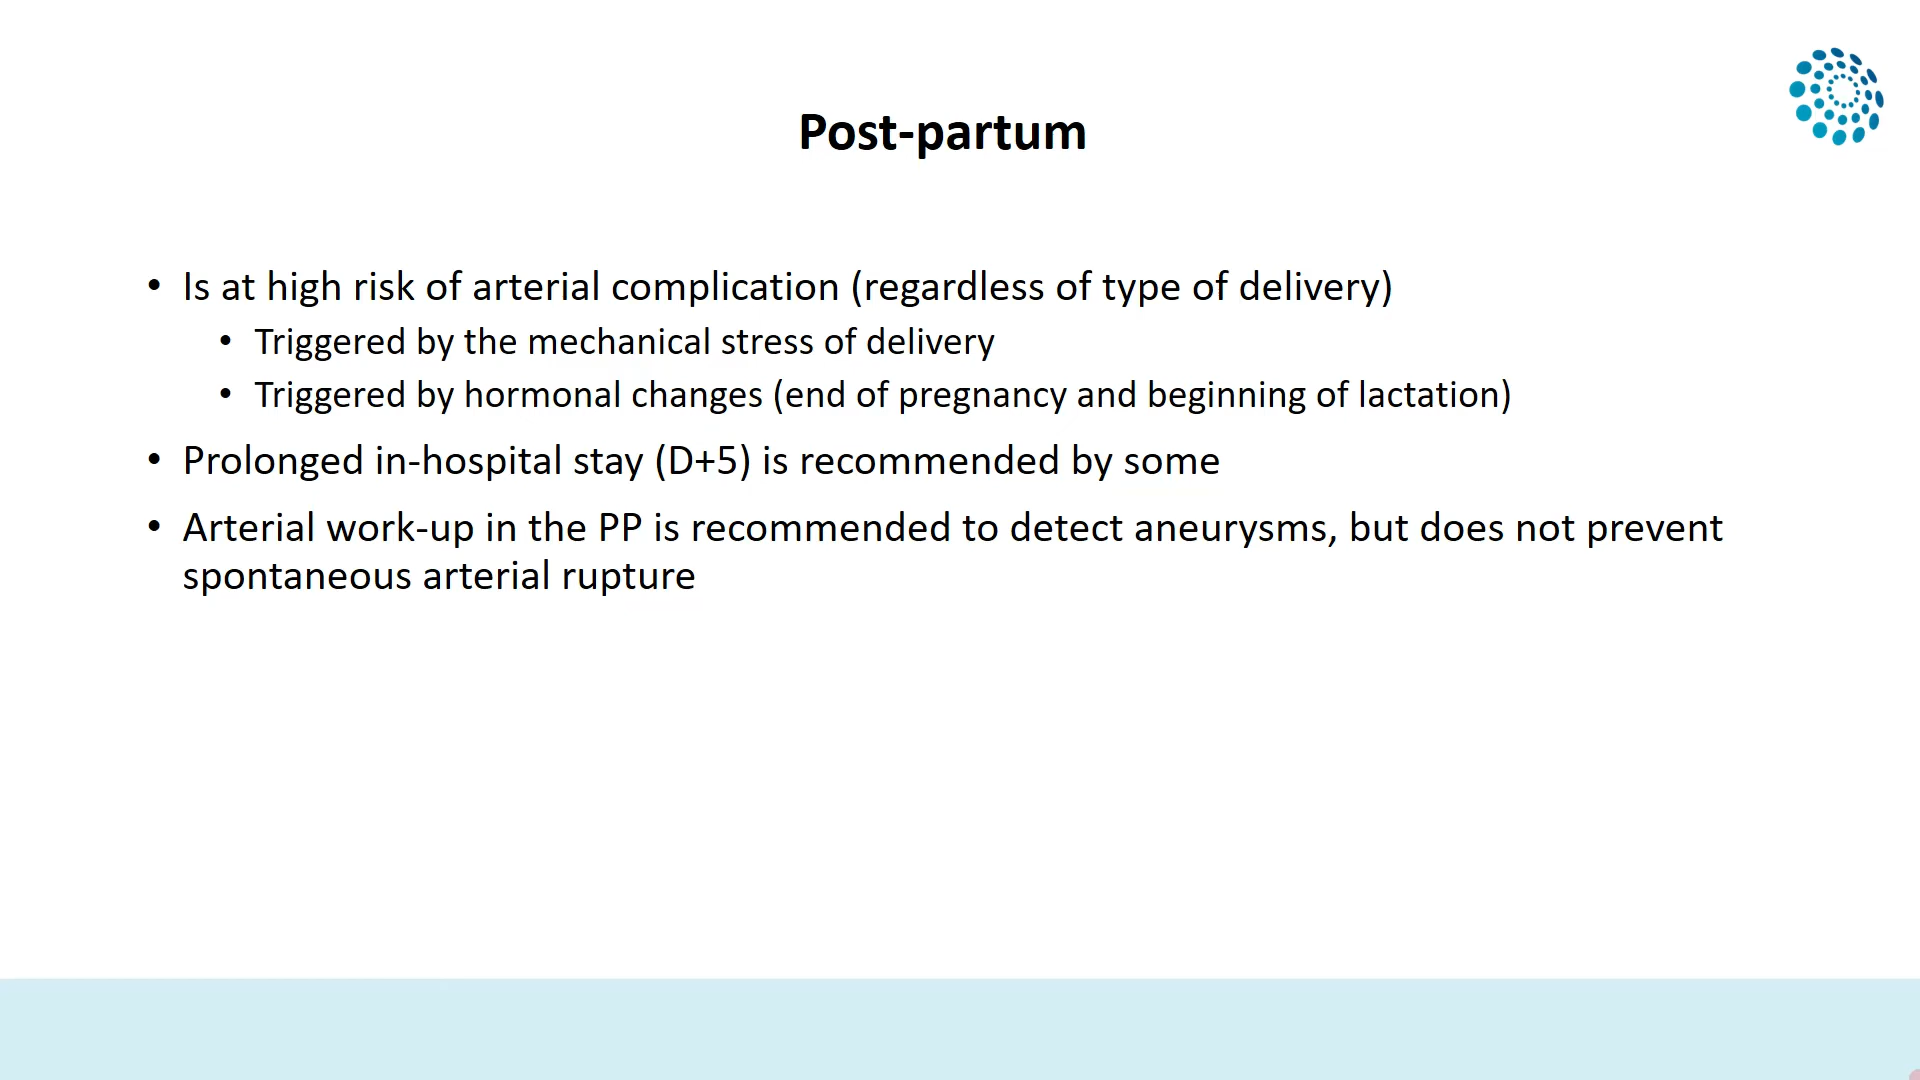 Post-partum
• Is at high risk of arterial complication (regardless of type of delivery)
• Triggered by the mechanical stress of delivery
• Triggered by hormonal changes (end of pregnancy and beginning of lactation)
• Prolonged in-hospital stay (D+5) is recommended by some
• Arterial work-up in the PP is recommended to detect aneurysms, but does not prevent
spontaneous arterial rupture